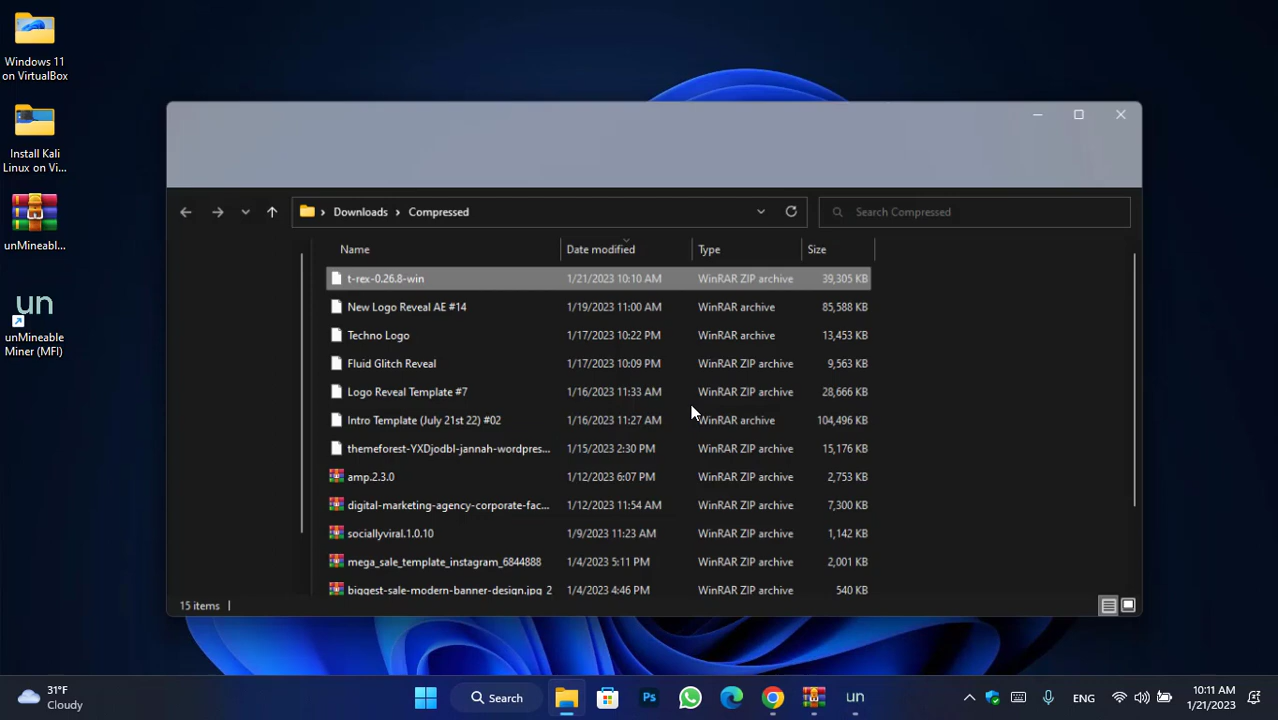 Windows 11
on VirtualBox
Install Kali
Linux on Vi...
unMineabl...
un
unMineable
Miner (MFI)
Downloads > Compressed
Search Compressed
Name Date modified Type Size
t-rex-0.26.8-win 1/21/2023 10:10 AM WinRAR ZIP archive 39,305 KB
New Logo Reveal AE #14 1/19/2023 11:00 AM WinRAR archive 85,588 KB
Techno Logo 1/17/2023 10:22 PM WinRAR archive 13,453 KB
Fluid Glitch Reveal 1/17/2023 10:09 PM WinRAR ZIP archive 9,563 KB
Logo Reveal Template #7 1/16/2023 11:33 AM WinRAR ZIP archive 28,666 KB
Intro Template (July 21st 22) #02 1/16/2023 11:27 AM WinRAR archive 104,496 KB
themeforest-YXDjodbl-jannah-wordpres... 1/15/2023 2:30 PM WinRAR ZIP archive 15,176 KB
amp.2.3.0 1/12/2023 6:07 PM WinRAR ZIP archive 2,753 KB
digital-marketing-agency-corporate-fac... 1/12/2023 11:54 AM WinRAR ZIP archive 7,300 KB
sociallyviral.1.0.10 1/9/2023 11:23 AM WinRAR ZIP archive 1,142 KB
mega_sale_template_instagram_6844888 1/4/2023 5:11 PM WinRAR ZIP archive 2,001 KB
biggest-sale-modern-banner-design.jpg_2 1/4/2023 4:46 PM WinRAR ZIP archive 540 KB
15 items
31°F
Cloudy
Search
Ps
un
ENG
10:11 AM
1/21/2023